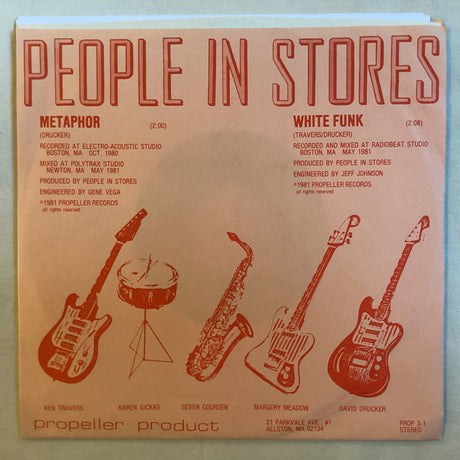 PEOPLE IN STORES
METAPHOR (2:00)
(DRUCKER)
RECORDED AT ELECTRO-ACOUSTIC STUDIO
BOSTON, MA OCT, 1980
MIXED AT POLYTRAX STUDIO
NEWTON, MA MAY 1981
PRODUCED BY PEOPLE IN STORES
ENGINEERED BY GENE VEGA
℗1981 PROPELLER RECORDS
all rights reserved
WHITE FUNK (2:08)
(TRAVERS/DRUCKER)
RECORDED AND MIXED AT RADIOBEAT STUDIO
BOSTON, MA MAY 1981
PRODUCED BY PEOPLE IN STORES
ENGINEERED BY JEFF JOHNSON
℗1981 PROPELLER RECORDS
all rights reserved
KEN TRAVERS KAREN GICKAS SEVEN COURSEN MARGERY MEADOW DAVID DRUCKER
propeller product
21 PARKVALE AVE., #1
ALLSTON, MA 02134
PROP 3-1
STEREO